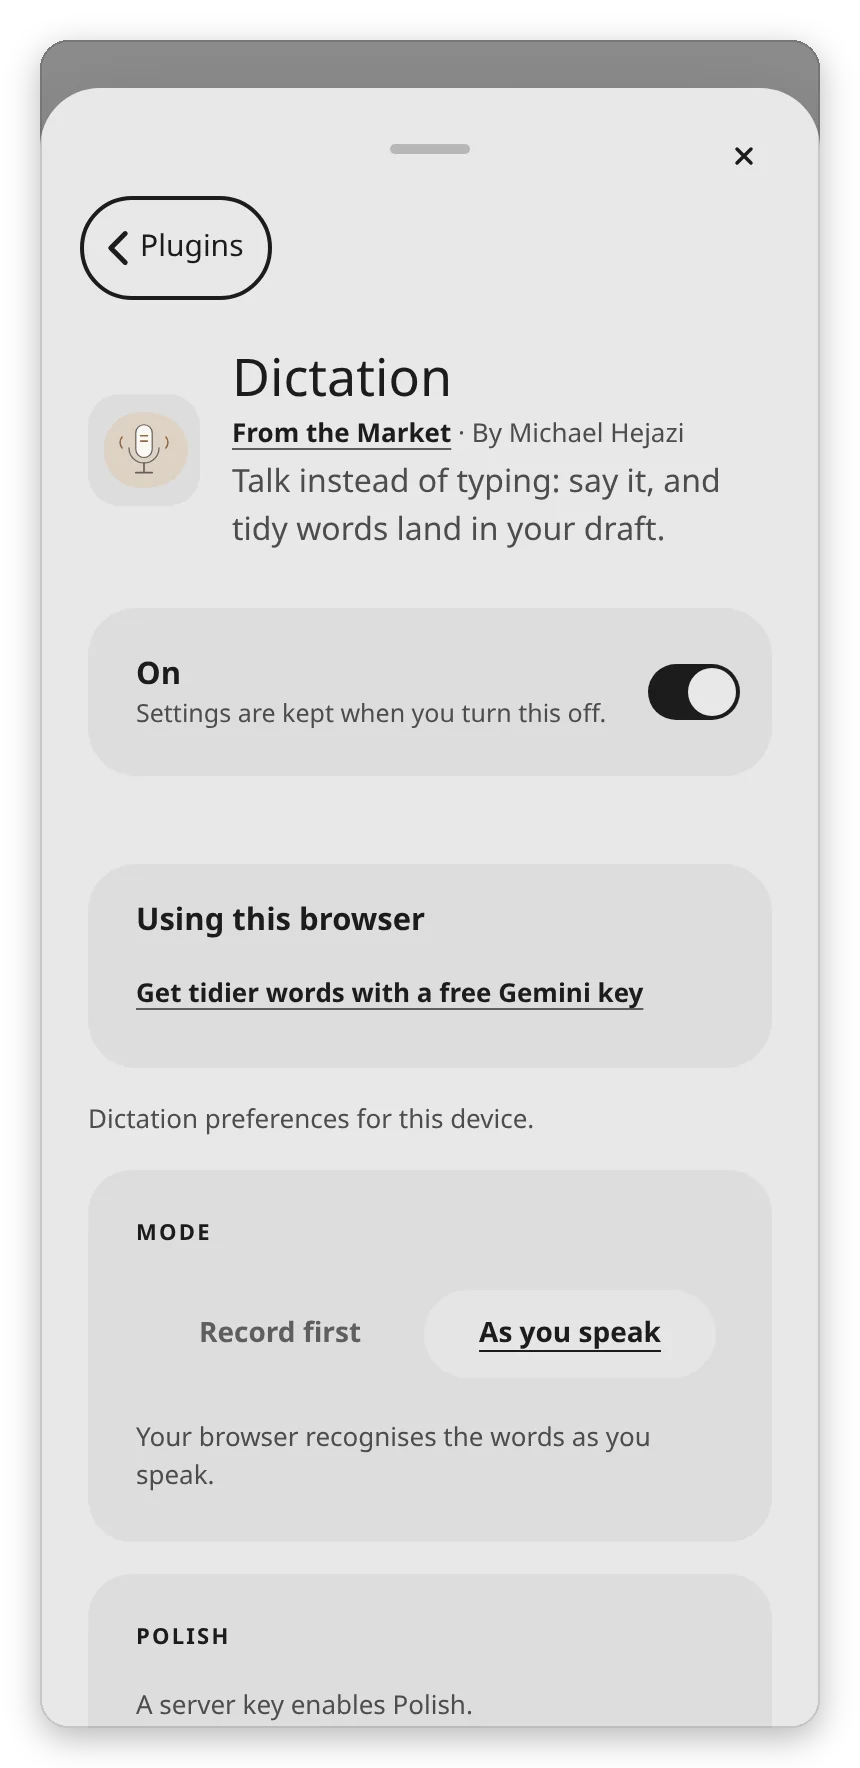 Plugins
Dictation
From the Market · By Michael Hejazi
Talk instead of typing: say it, and
tidy words land in your draft.
On
Settings are kept when you turn this off.
Using this browser
Get tidier words with a free Gemini key
Dictation preferences for this device.
MODE
Record first
As you speak
Your browser recognises the words as you
speak.
POLISH
A server key enables Polish.